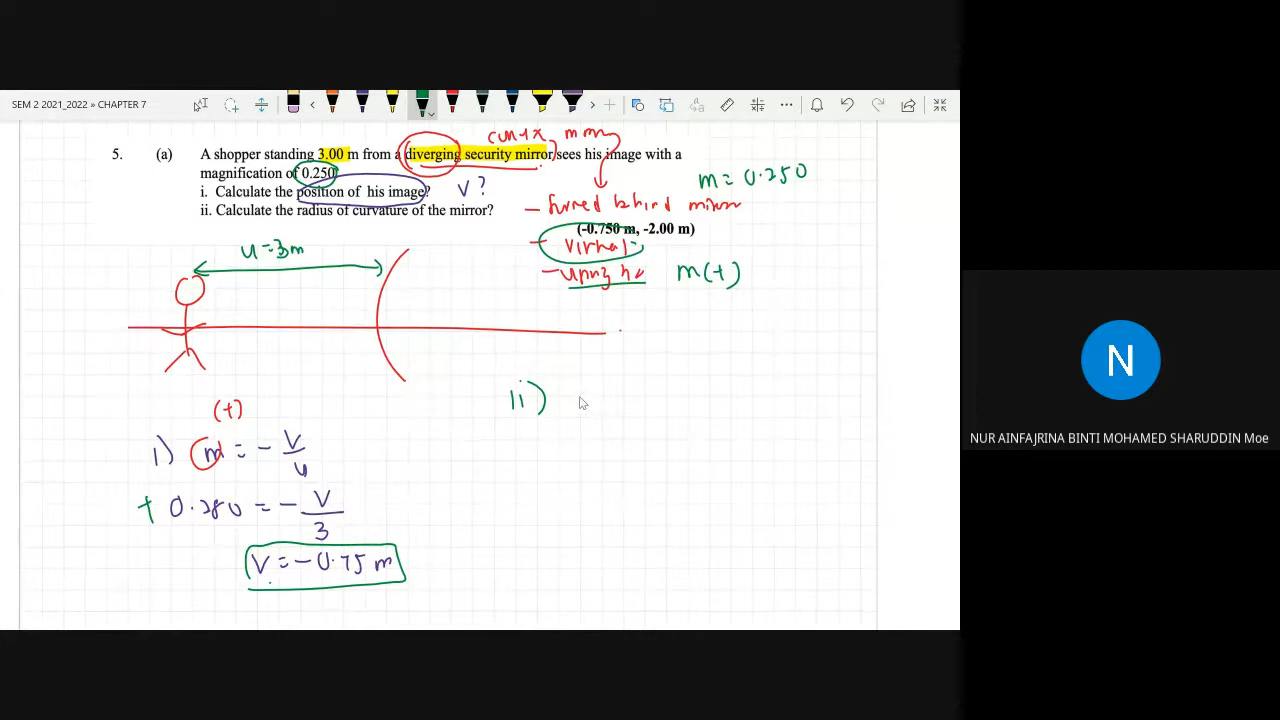 SEM 2 2021_2022 » CHAPTER 7
5. (a) A shopper standing 3.00 m from a diverging security mirror sees his image with a
magnification of 0.250.
i. Calculate the position of his image? V?
ii. Calculate the radius of curvature of the mirror?
m = 0.250
behind
(-0.750 m, -2.00 m)
virtual
m(+)
u = 3m
ii)
(+)
i) m = - V/u
+ 0.250 = - V/3
V = -0.75 m
N
NUR AINFAJRINA BINTI MOHAMED SHARUDDIN Moe